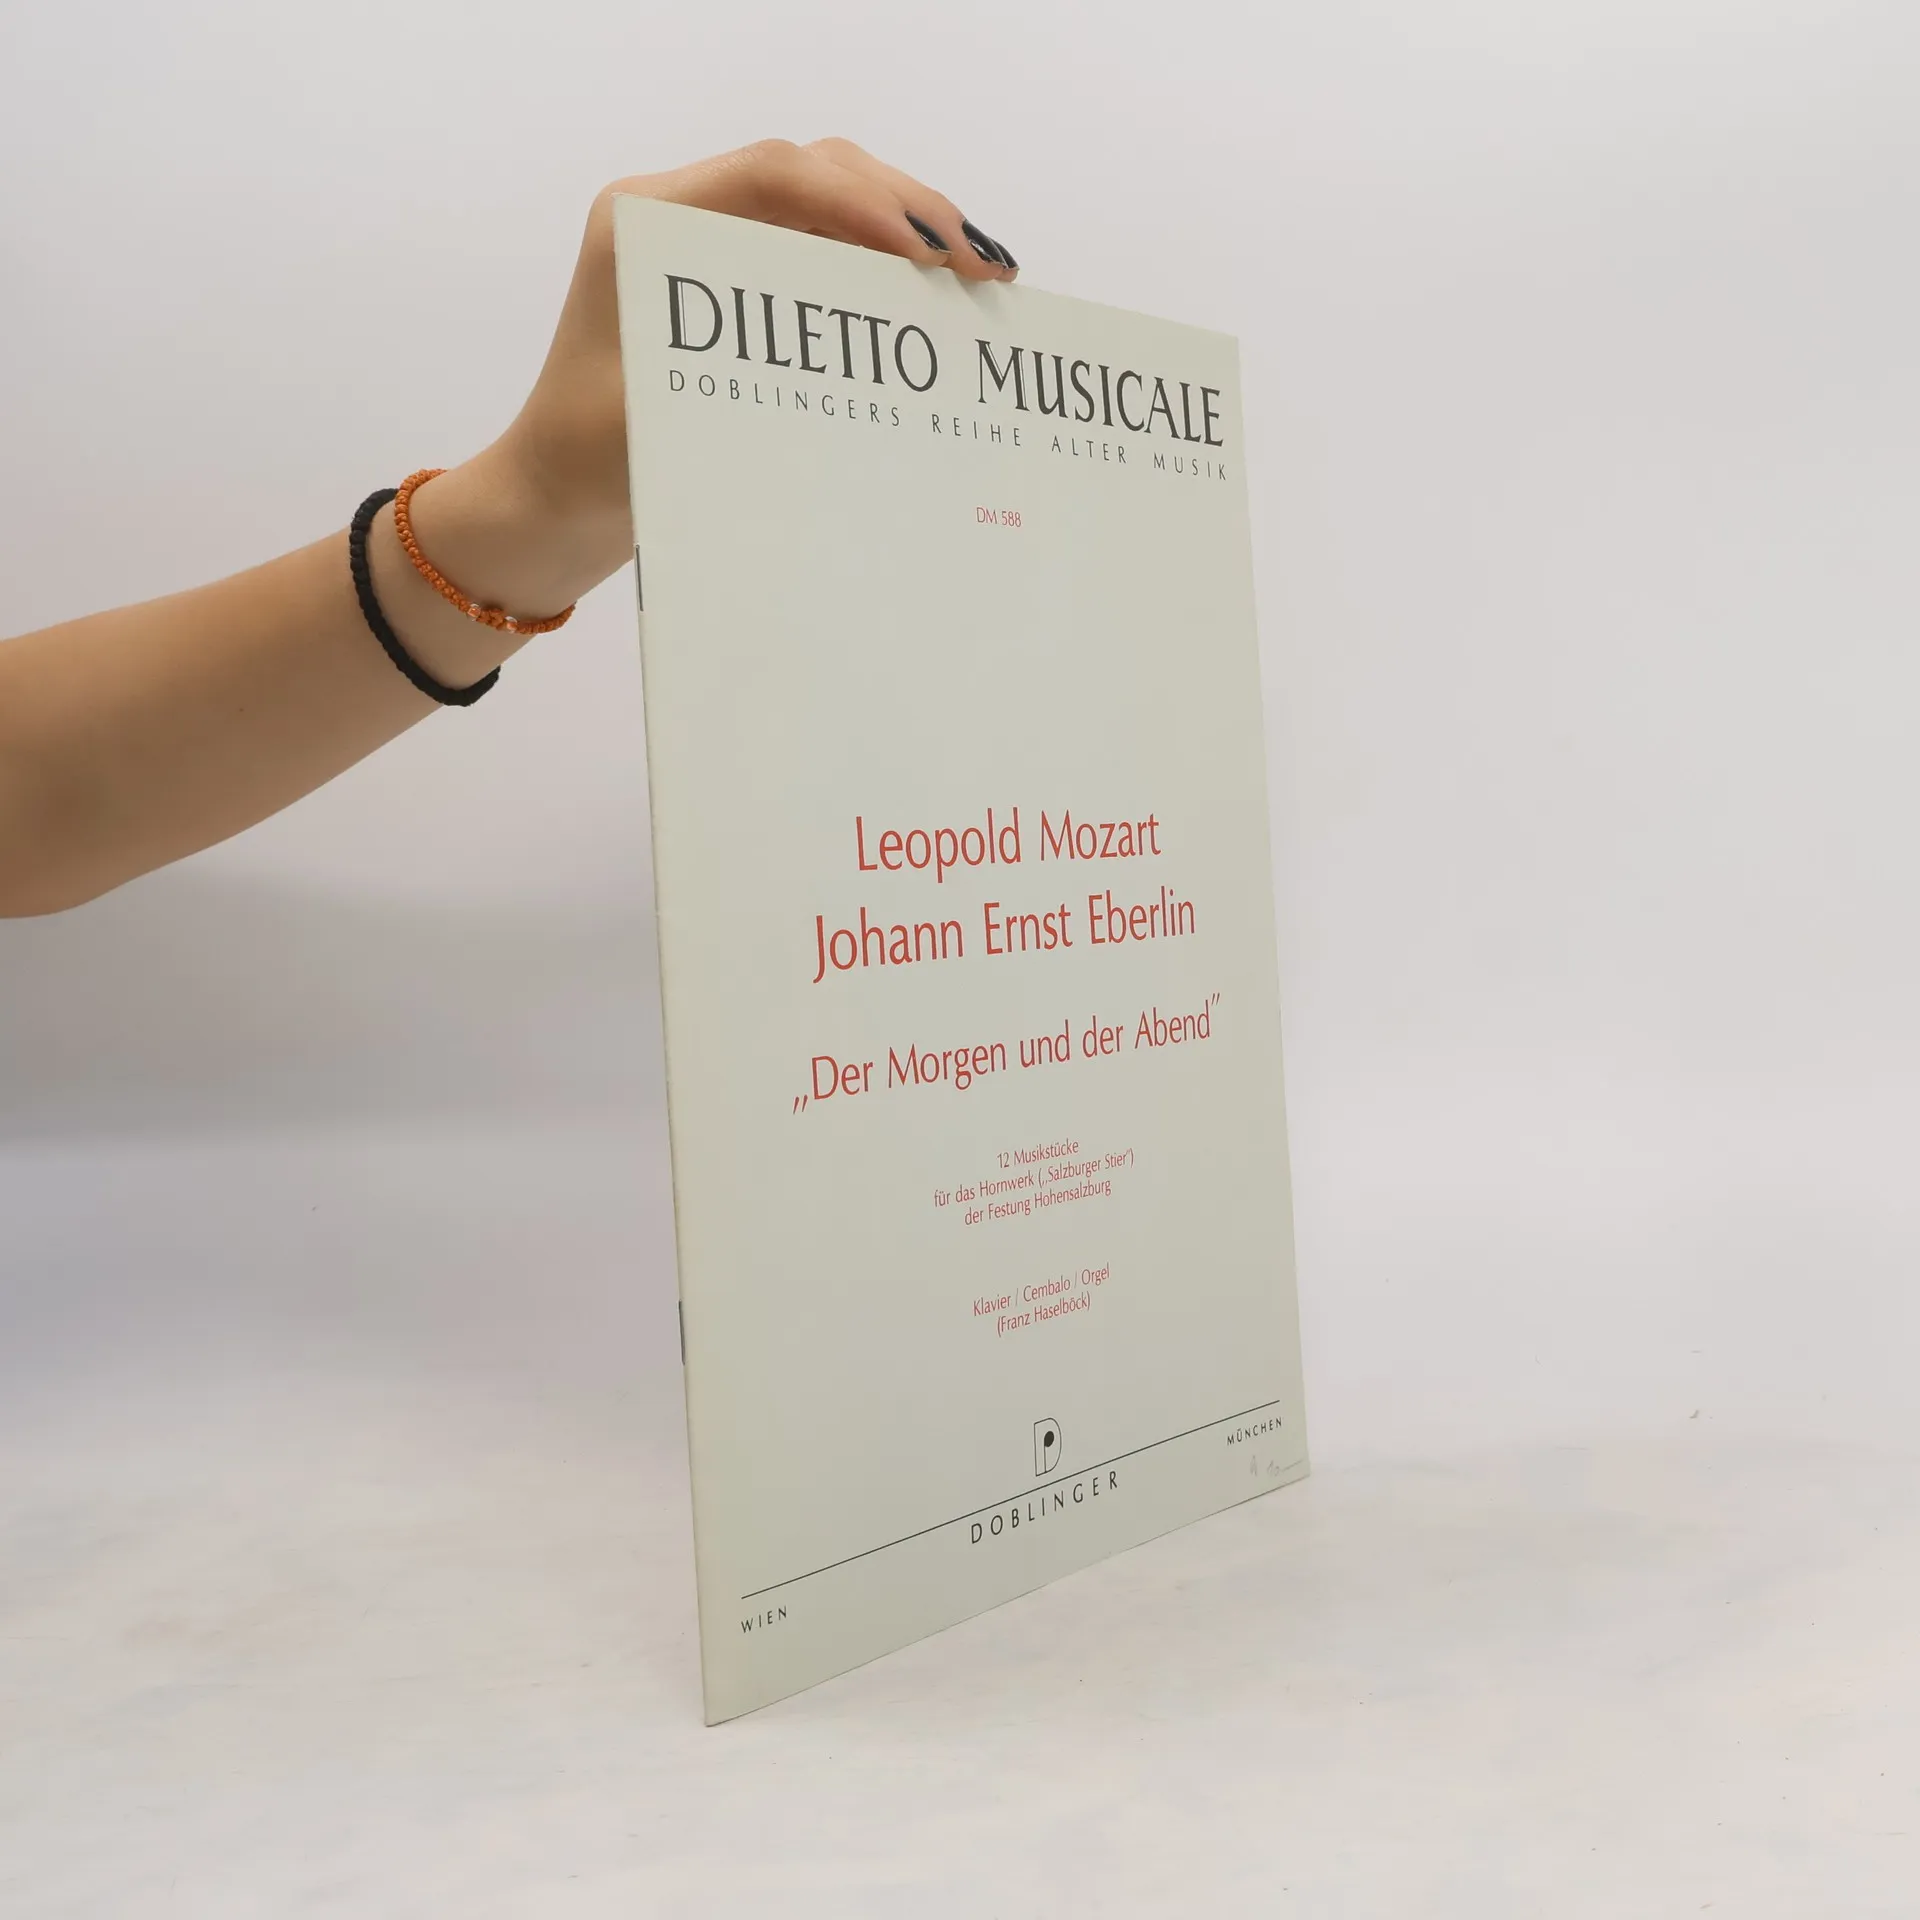 DILETTO MUSICALE
DOBLINGERS REIHE ALTER MUSIK
DM 588
Leopold Mozart
Johann Ernst Eberlin
„Der Morgen und der Abend”
12 Musikstücke
für das Hornwerk („Salzburger Stier”)
der Festung Hohensalzburg
Klavier / Cembalo / Orgel
(Franz Haselböck)
DOBLINGER
WIEN
MÜNCHEN